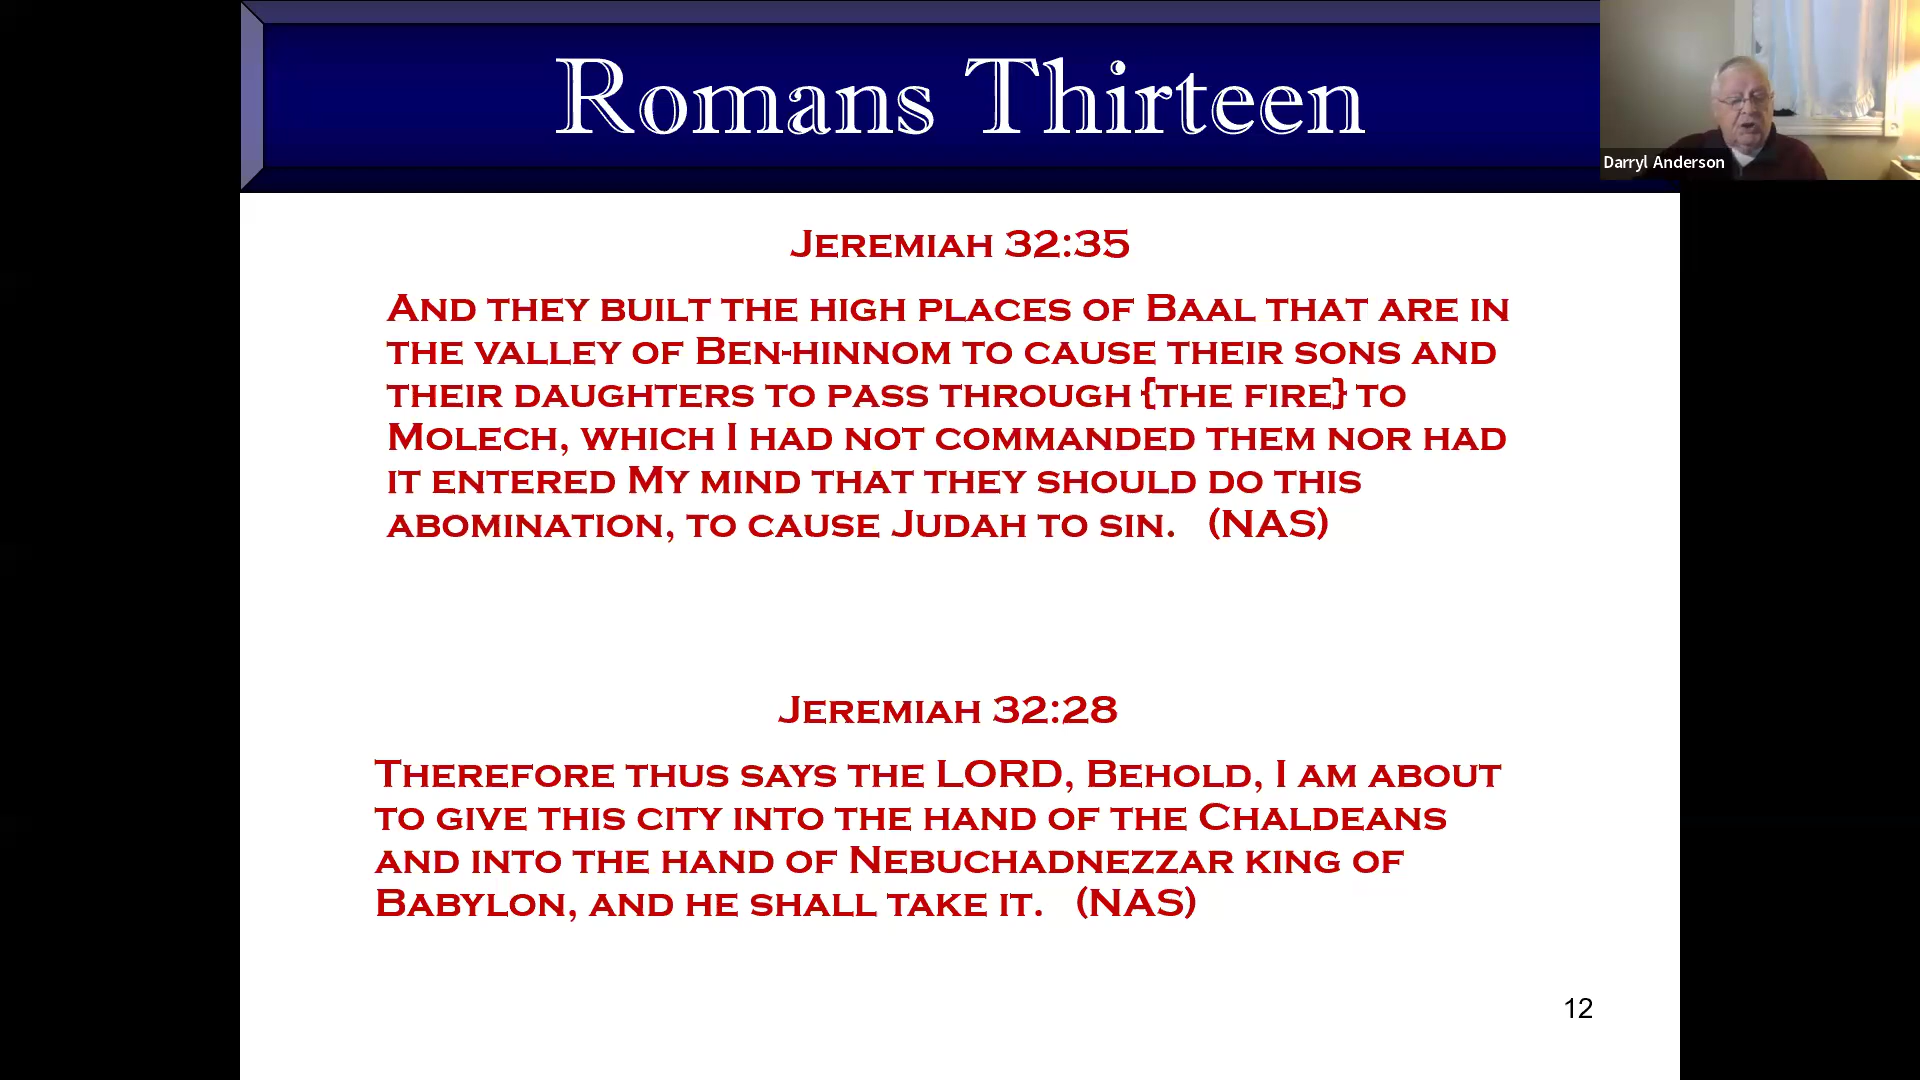 Romans Thirteen
Darryl Anderson
Jeremiah 32:35
And they built the high places of Baal that are in
the valley of Ben-hinnom to cause their sons and
their daughters to pass through {the fire} to
Molech, which I had not commanded them nor had
it entered My mind that they should do this
abomination, to cause Judah to sin. (NAS)
Jeremiah 32:28
Therefore thus says the LORD, Behold, I am about
to give this city into the hand of the Chaldeans
and into the hand of Nebuchadnezzar king of
Babylon, and he shall take it. (NAS)
12